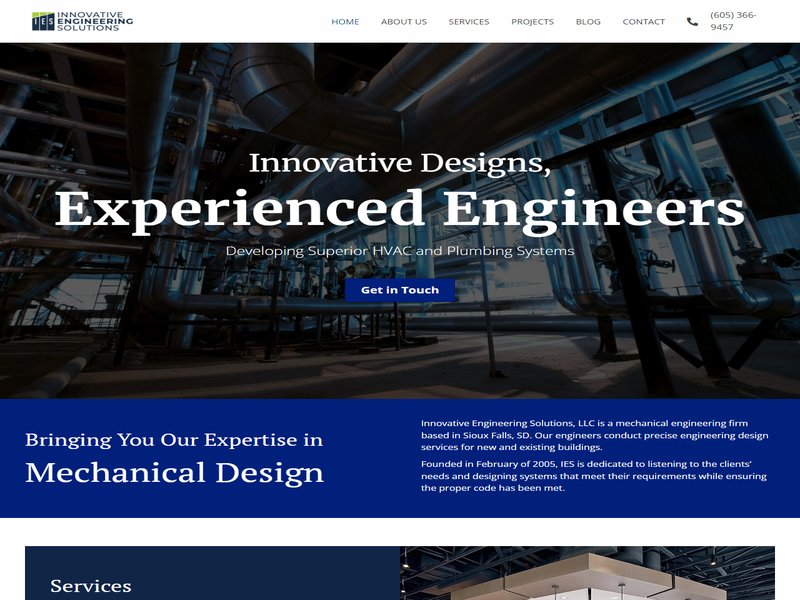 IES
INNOVATIVE
ENGINEERING
SOLUTIONS
HOME
ABOUT US
SERVICES
PROJECTS
BLOG
CONTACT
(605) 366-
9457
Innovative Designs,
Experienced Engineers
Developing Superior HVAC and Plumbing Systems
Get in Touch
Bringing You Our Expertise in
Mechanical Design
Innovative Engineering Solutions, LLC is a mechanical engineering firm
based in Sioux Falls, SD. Our engineers conduct precise engineering design
services for new and existing buildings.
Founded in February of 2005, IES is dedicated to listening to the clients'
needs and designing systems that meet their requirements while ensuring
the proper code has been met.
Services